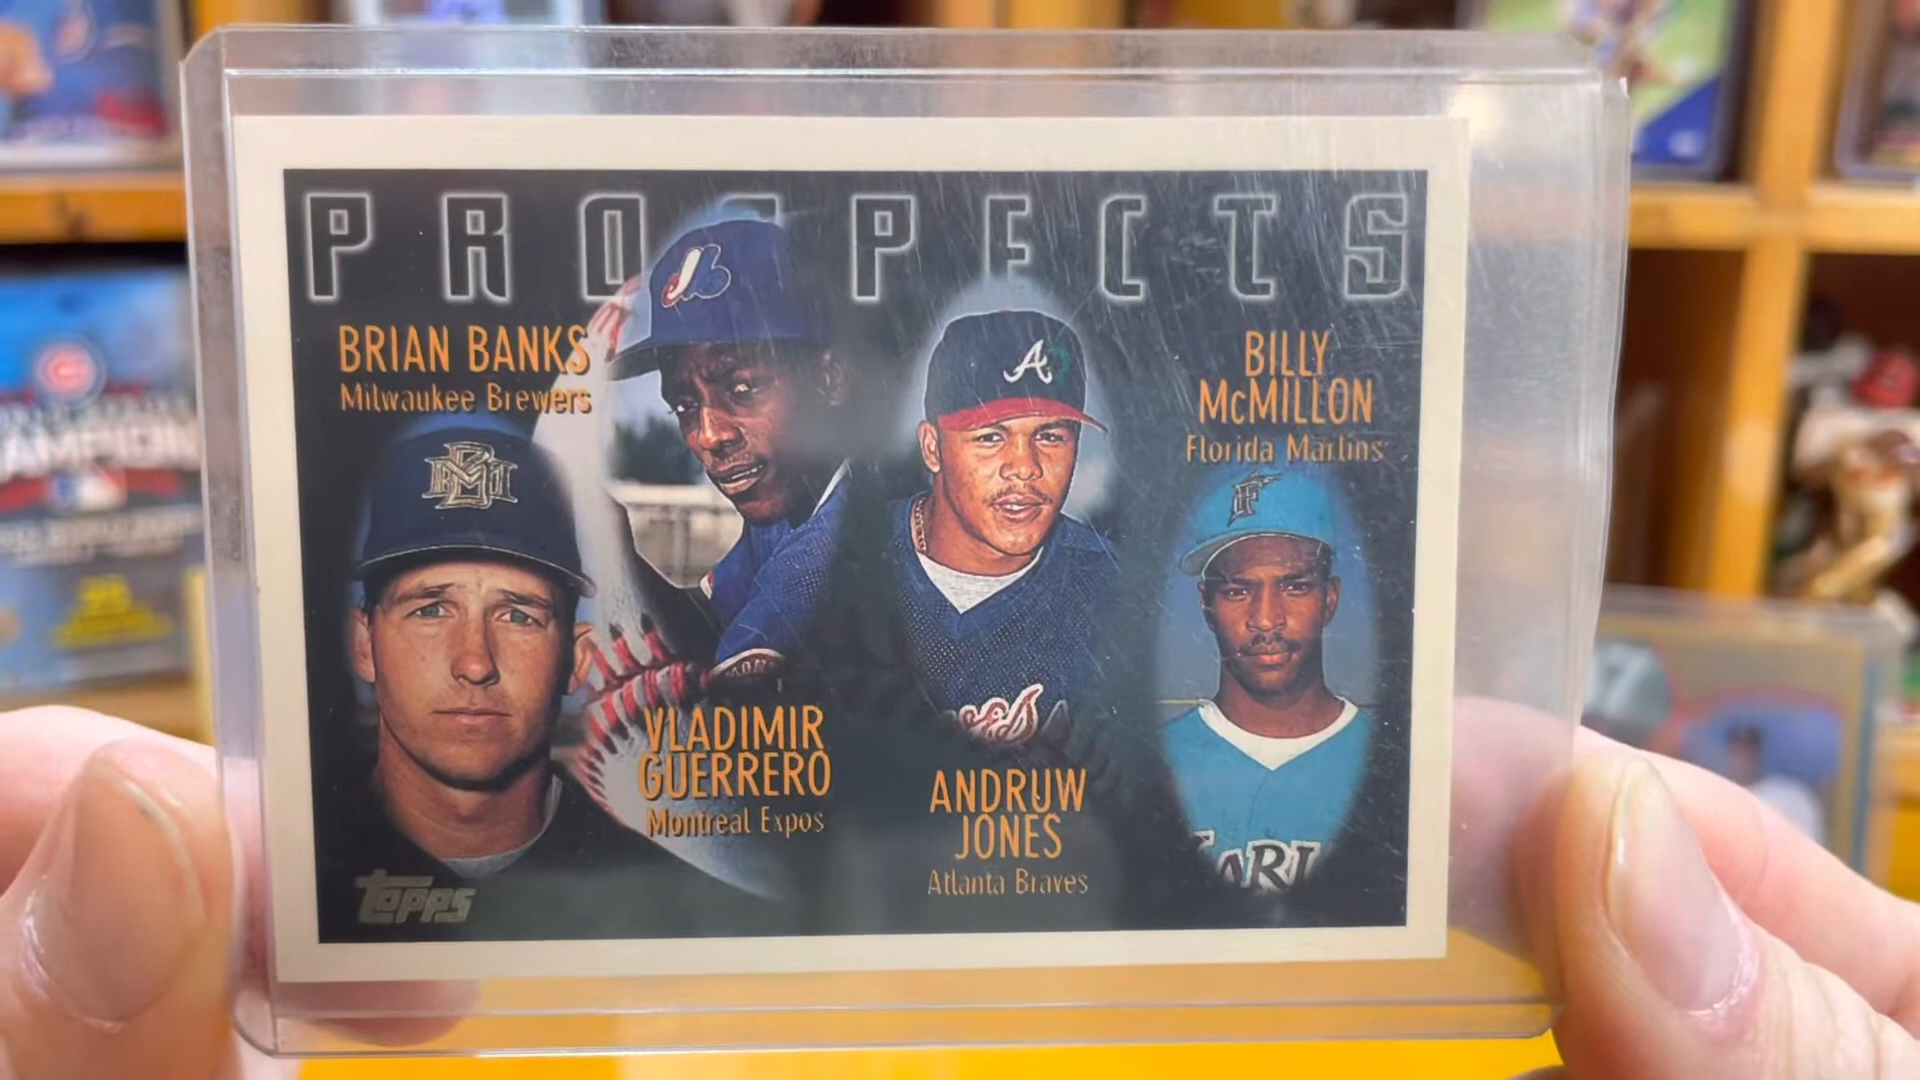 PROSPECTS
BRIAN BANKS
Milwaukee Brewers
VLADIMIR
GUERRERO
Montreal Expos
ANDRUW
JONES
Atlanta Braves
BILLY
McMILLON
Florida Marlins
TOPPS